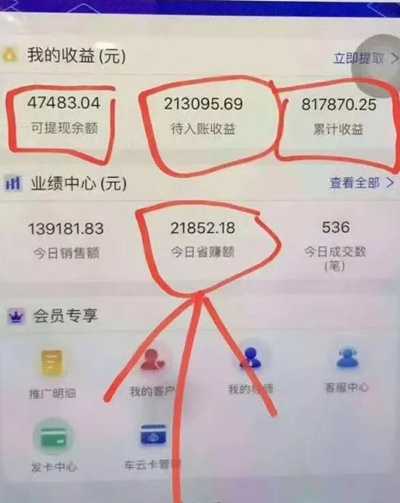 我的收益(元)
立即提取
47483.04
213095.69
817870.25
可提现余额
待入账收益
累计收益
业绩中心(元)
查看全部
139181.83
21852.18
536
今日销售额
今日省赚额
今日成交数
(笔)
会员专享
推广明细
我的客户
我的导师
客服中心
发卡中心
车云卡管理